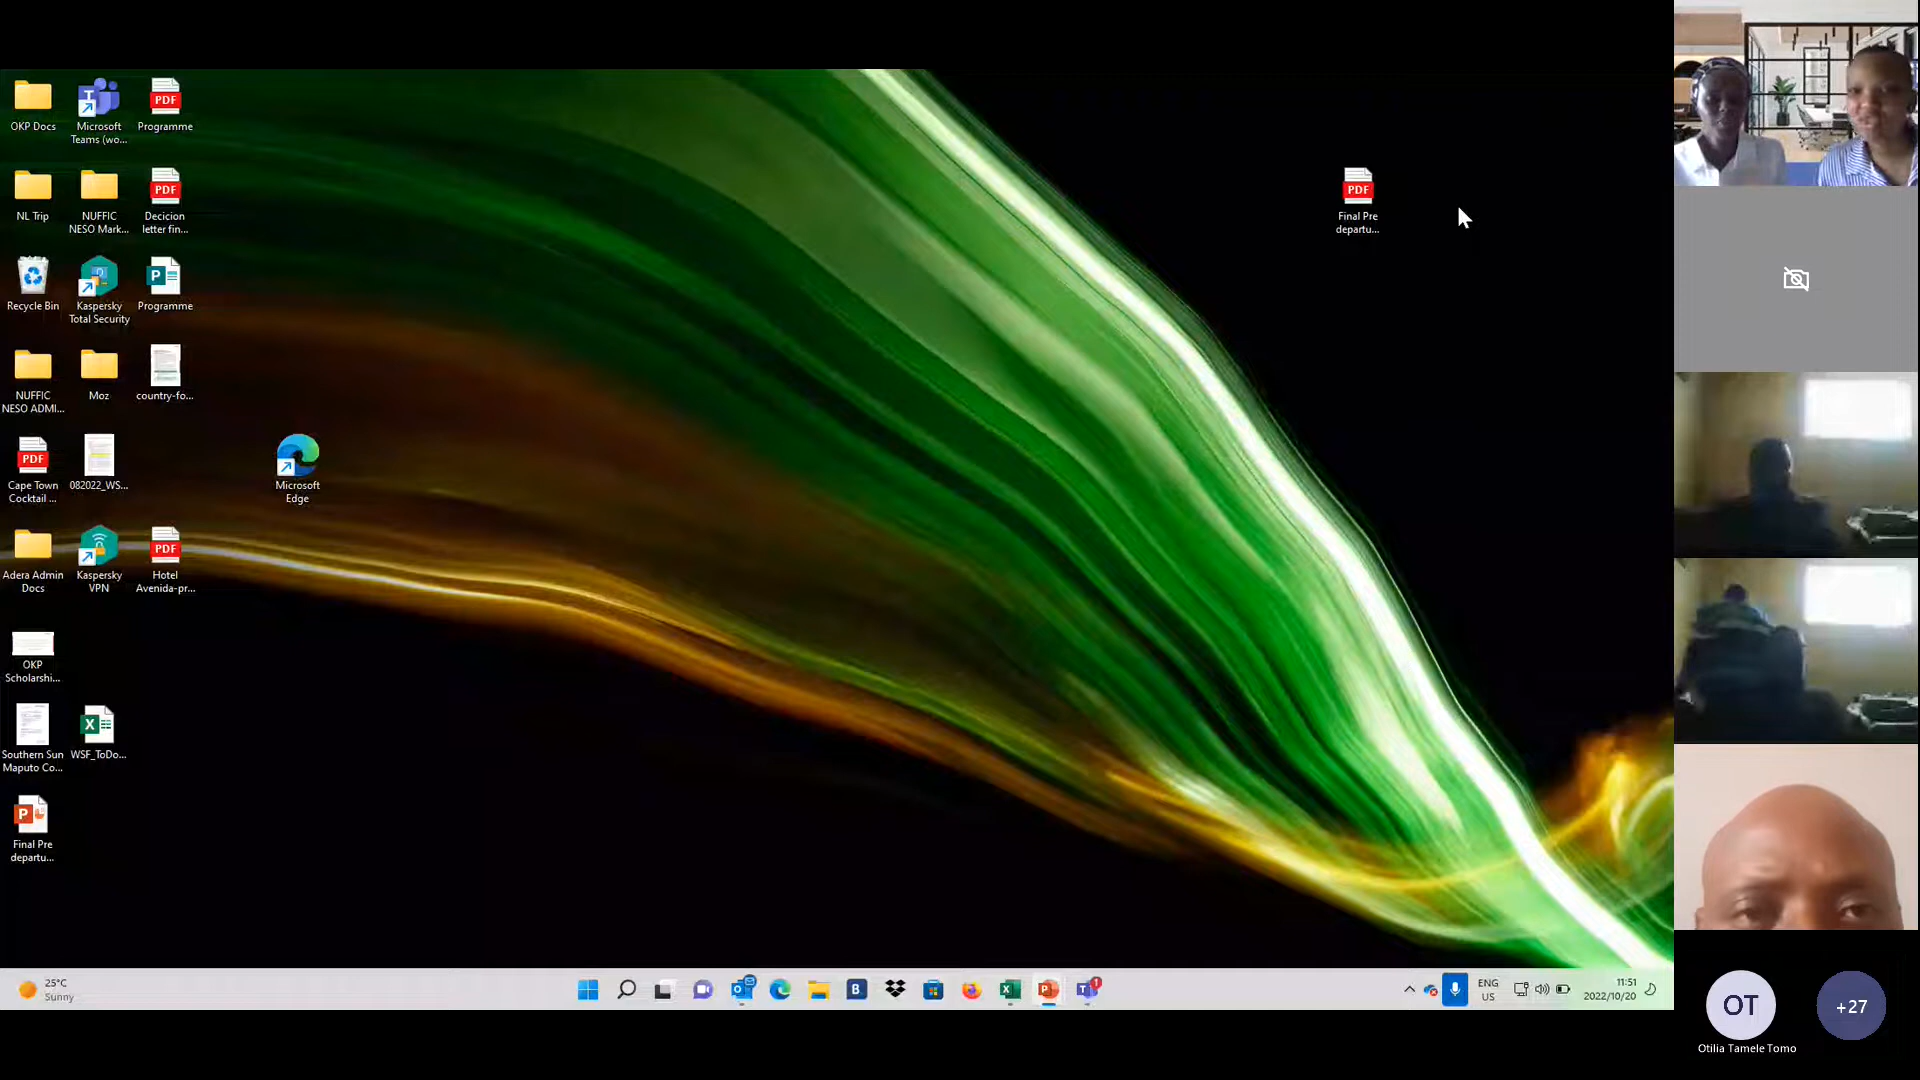 OKP Docs
Microsoft
Teams (wo...
PDF
Programme
NL Trip
NUFFIC
NESO Mark...
PDF
Decicion
letter fin...
PDF
Final Pre
departu...
Recycle Bin
Kaspersky
Total Security
Programme
NUFFIC
NESO ADMI...
Moz
country-fo...
PDF
Cape Town
Cocktail ...
082022_WS...
Microsoft
Edge
Adera Admin
Docs
Kaspersky
VPN
PDF
Hotel
Avenida-pr...
OKP
Scholarshi...
Southern Sun
Maputo Co...
WSF_ToDo...
Final Pre
departu...
25°C
Sunny
ENG
US
11:51
2022/10/20
OT
+27
Otilia Tamele Tomo